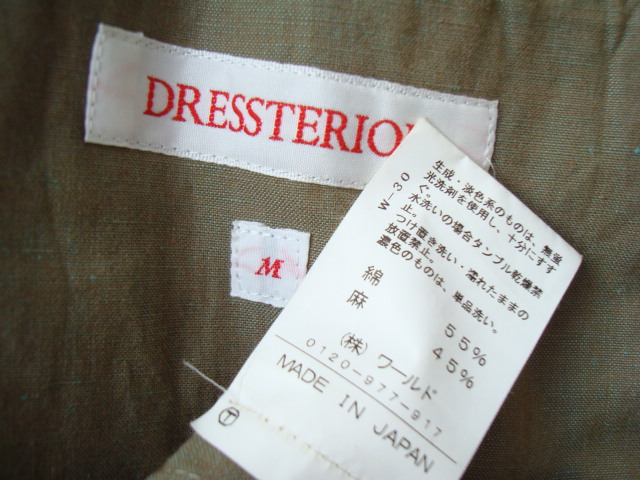 DRESSTERIO
M
W-30
生成・淡色系のものは、無蛍
光洗剤を使用し、十分にすす
ぐ。水洗いの場合タンブル乾燥禁
止。
つけ置き洗い・濡れたままの
放置禁止。
濃色のものは、単品洗い。
綿 55%
麻 45%
(株) ワールド
0120-977-917
MADE IN JAPAN
T